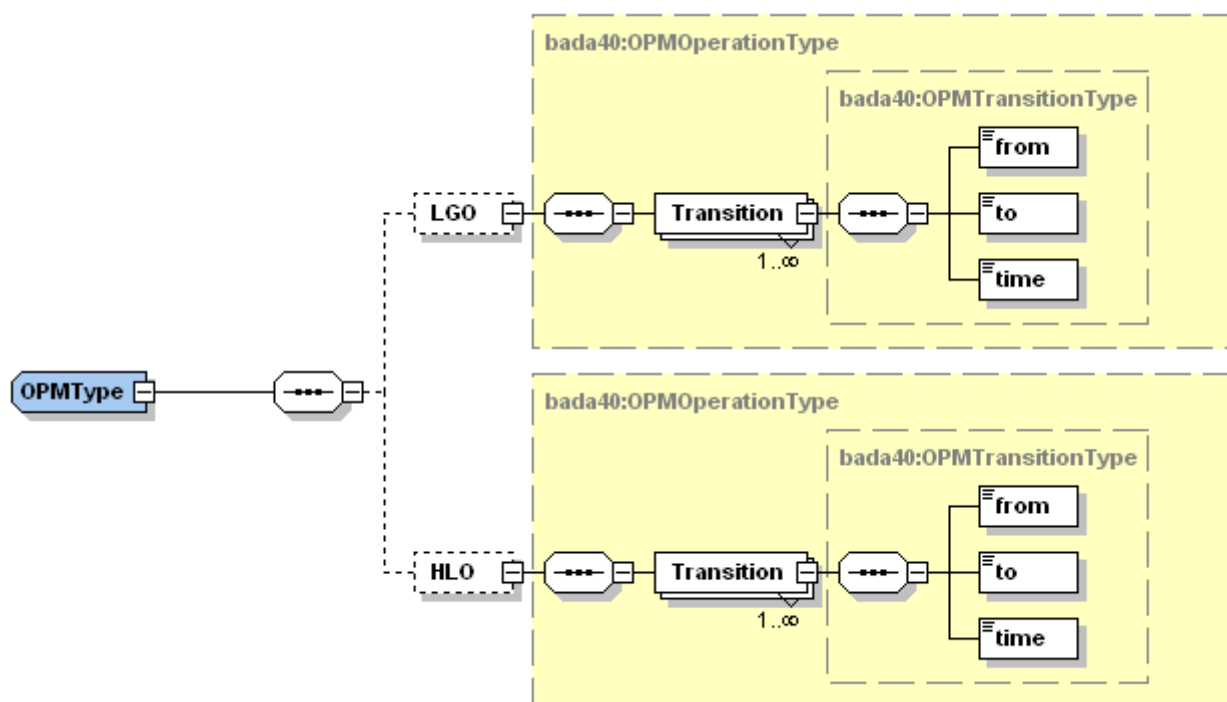 bada40:OPMOperationType
bada40:OPMTransitionType
from
LGO
Transition
to
1..∞
time
OPMType
bada40:OPMOperationType
bada40:OPMTransitionType
from
HLO
Transition
to
1..∞
time